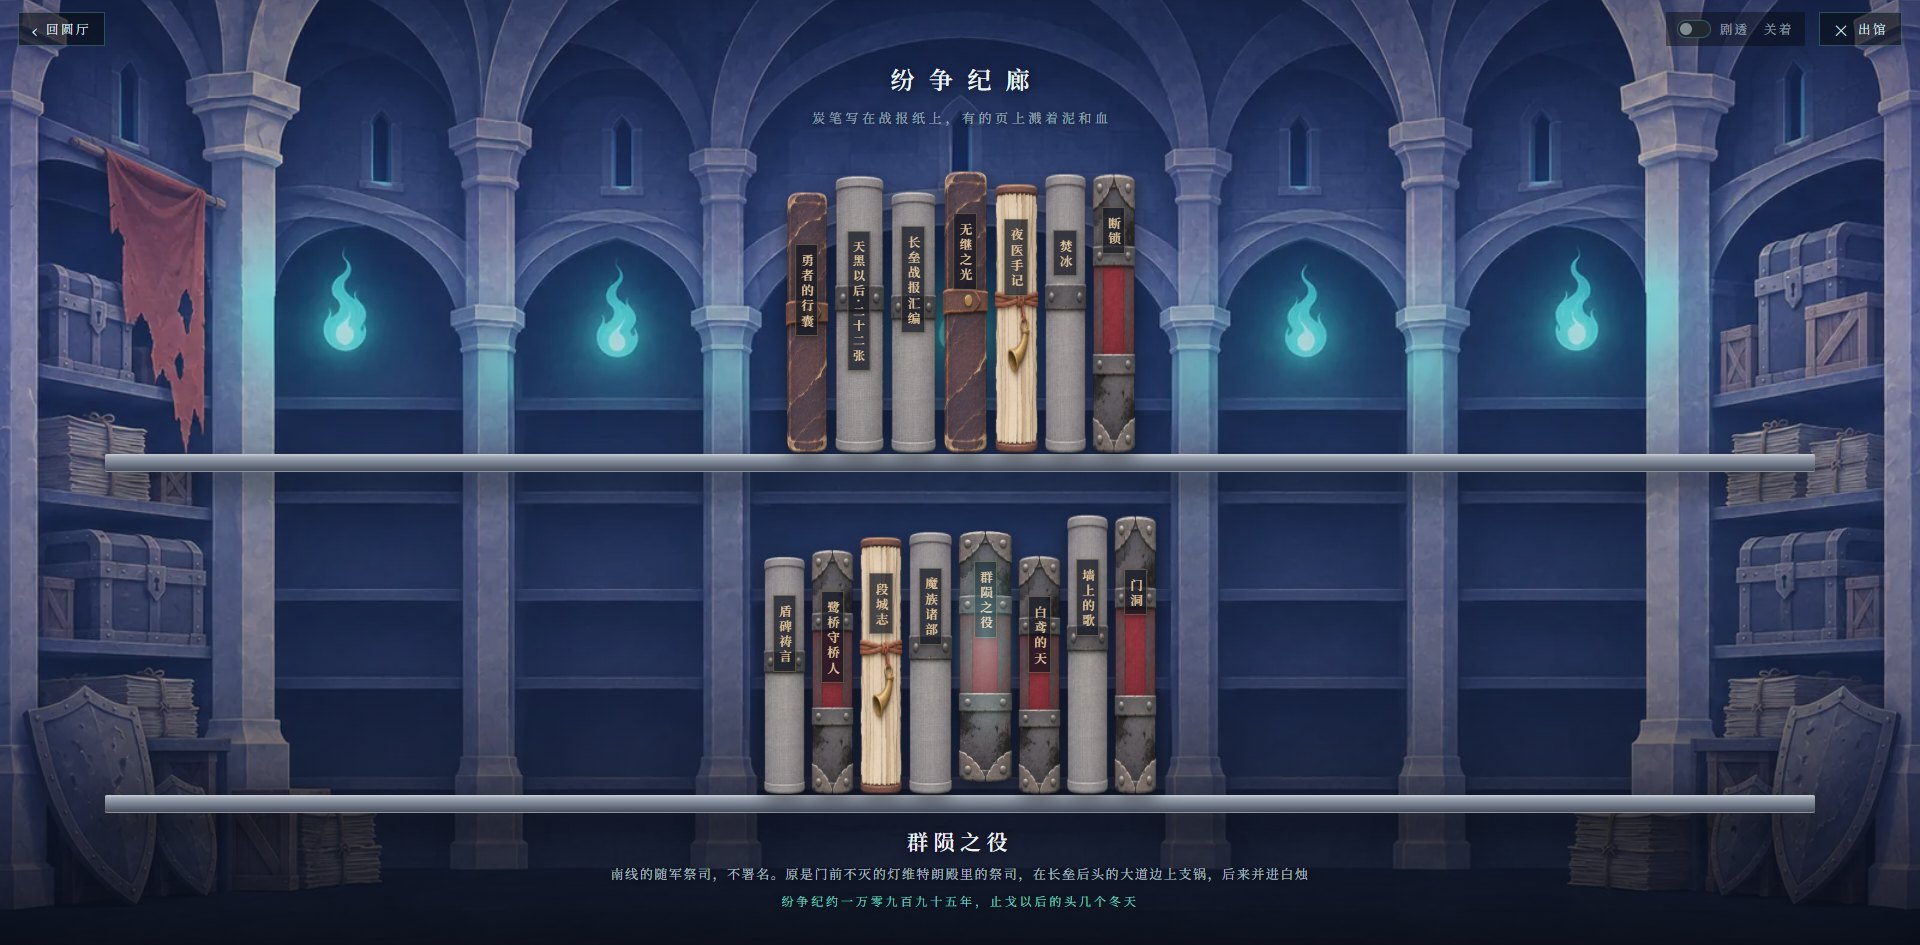 回圆厅
剧透 关着
出馆
纷争纪廊
炭笔写在战报纸上，有的页上溅着泥和血
勇者的行囊
天黑以后·二十二张
长垒战报汇编
无继之光
夜医手记
焚冰
断锁
盾碑祷言
鹭桥守桥人
段城志
魔族诸部
群陨之役
白鸢的天
墙上的歌
门洞
群陨之役
南线的随军祭司，不署名。原是门前不灭的灯维特朗殿里的祭司，在长垒后头的大道边上支锅，后来并进白烛
纷争纪约一万零九百九十五年，止戈以后的头几个冬天